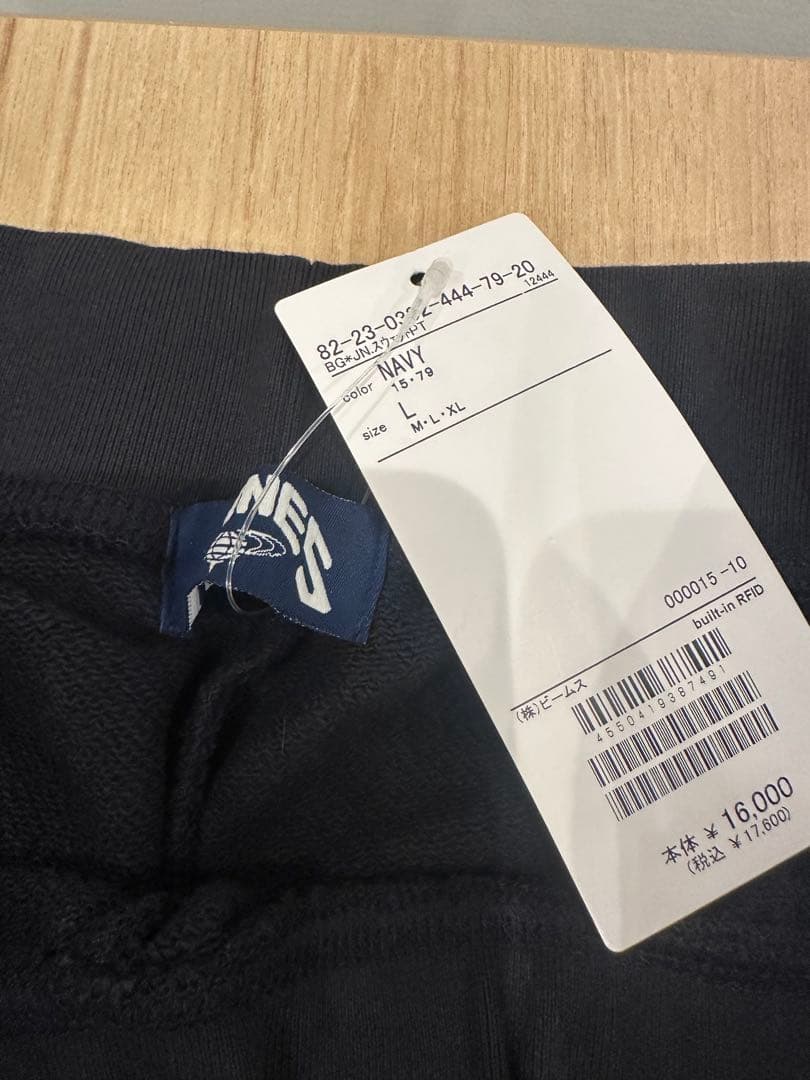 82-23-0332-444-79-20
12444
BG*JN.スウェットPT
color NAVY
15・79
size L
M・L・XL
000015 -10
built-in RFID
(株)ビームス
4550419387491
本体 ¥ 16,000
(税込 ¥ 17,600)